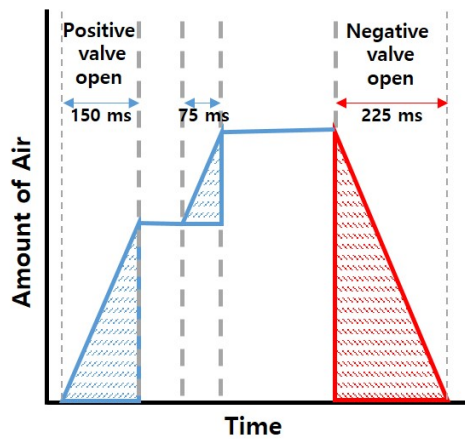 Positive
valve
open
150 ms
75 ms
Negative
valve
open
225 ms
Amount of Air
Time